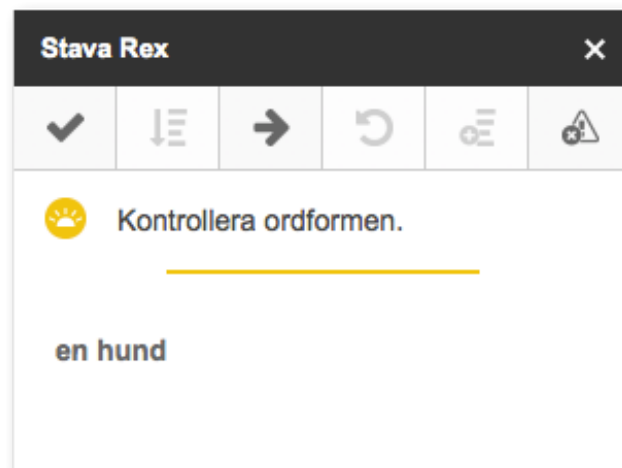 Stava Rex
Kontrollera ordformen.
en hund